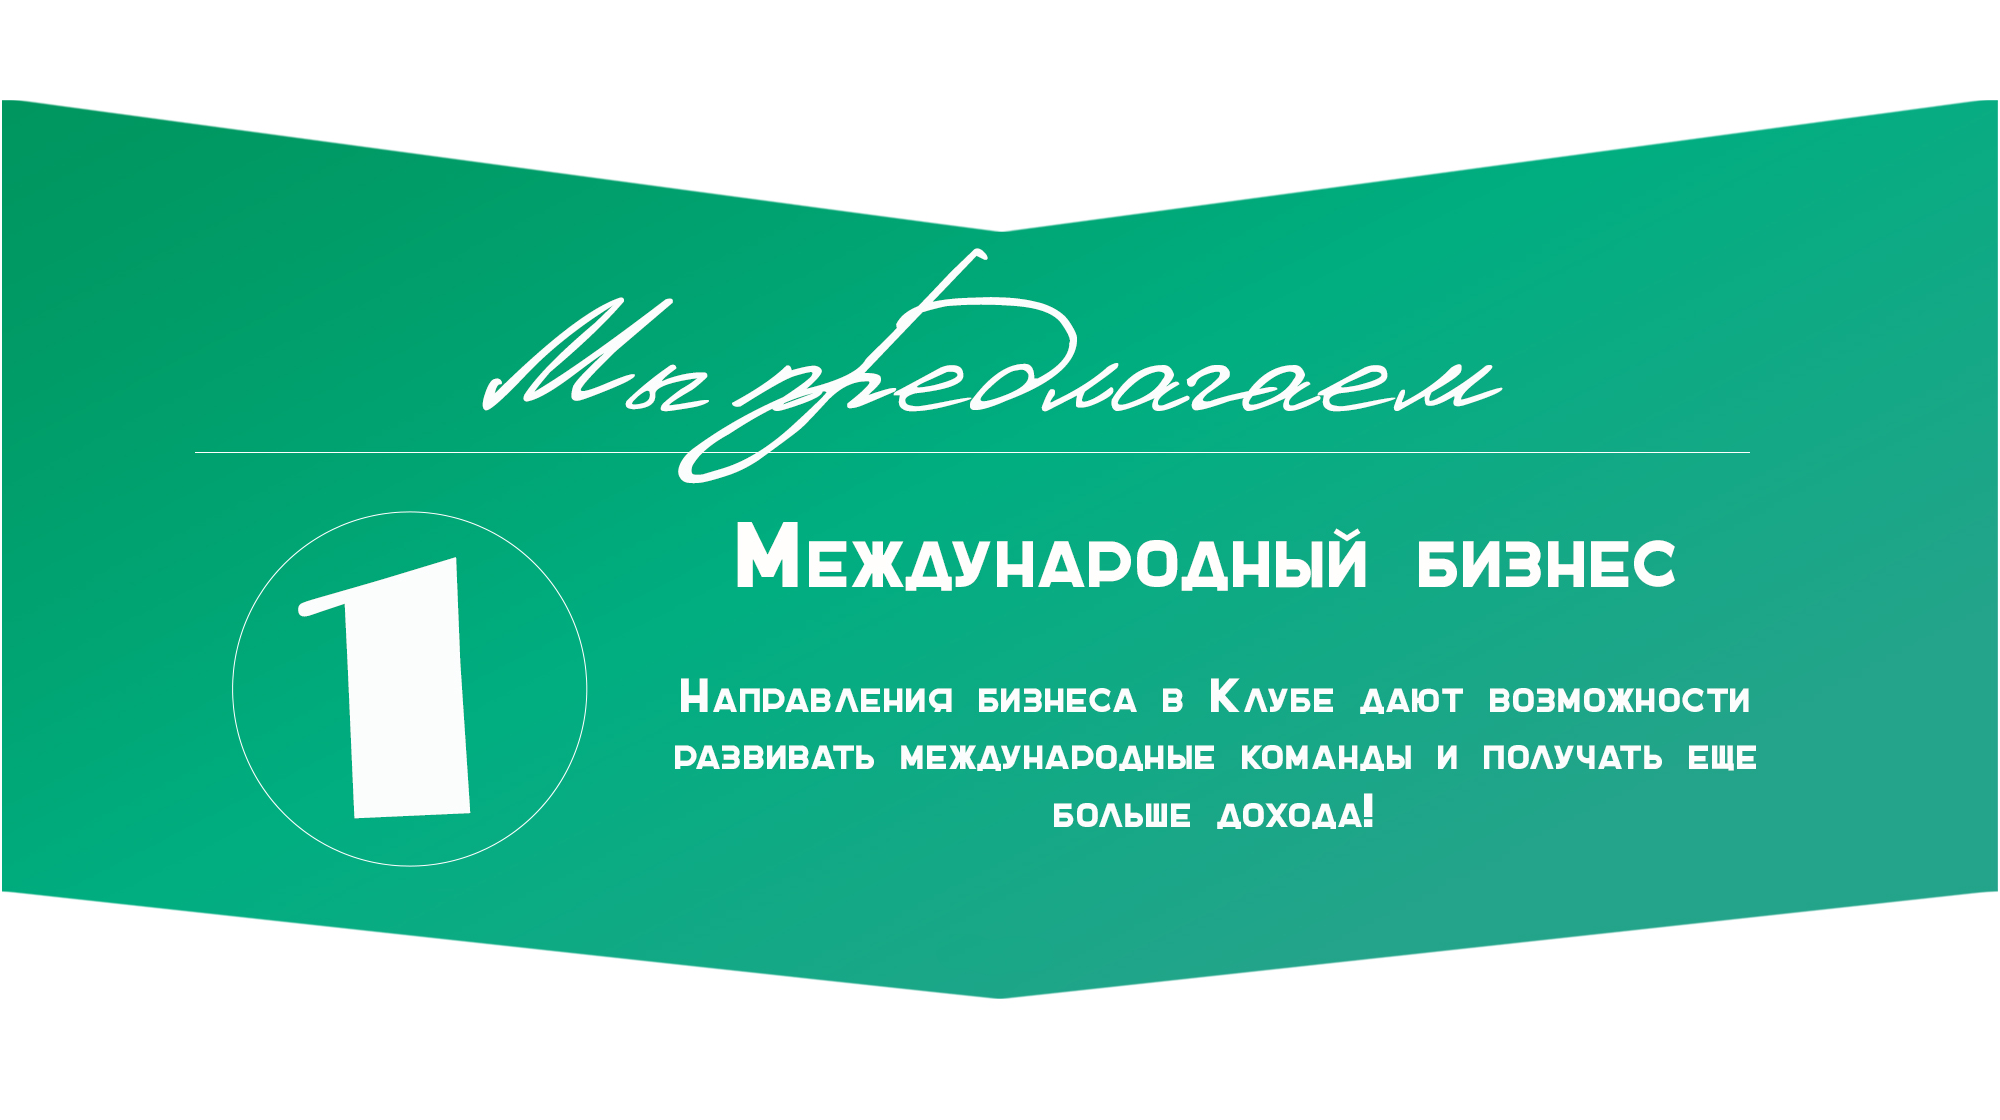 Мы предлагаем
1
Международный бизнес
Направления бизнеса в Клубе дают возможности
развивать международные команды и получать еще
больше дохода!